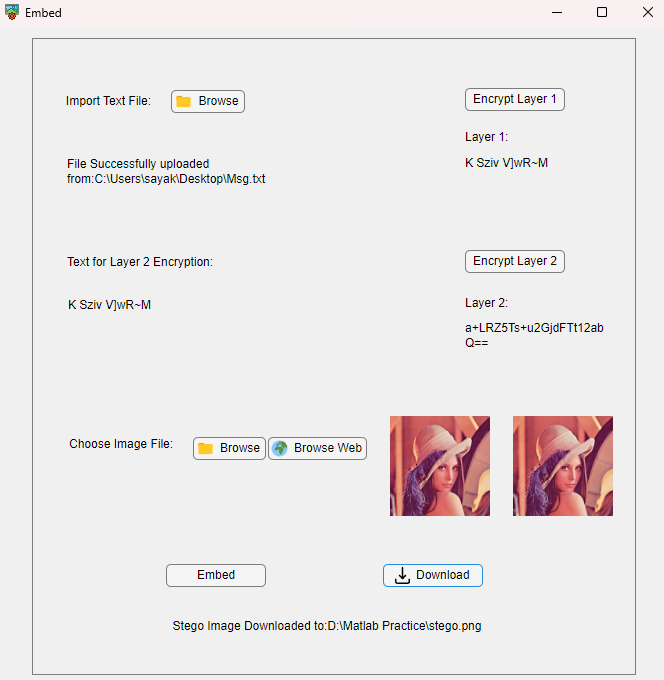 Embed
Import Text File:
Browse
Encrypt Layer 1
Layer 1:
File Successfully uploaded
from:C:\Users\sayak\Desktop\Msg.txt
K Sziv V]wR~M
Text for Layer 2 Encryption:
Encrypt Layer 2
K Sziv V]wR~M
Layer 2:
a+LRZ5Ts+u2GjdFTt12ab
Q==
Choose Image File:
Browse
Browse Web
Embed
Download
Stego Image Downloaded to:D:\Matlab Practice\stego.png